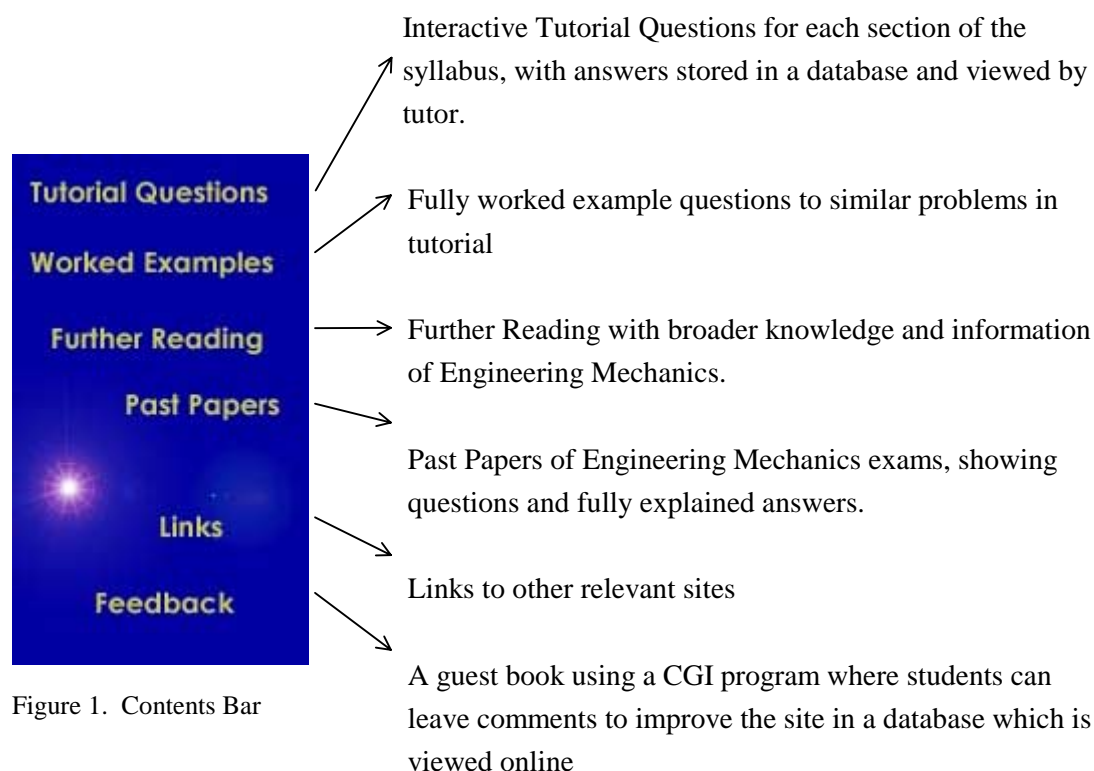 Interactive Tutorial Questions for each section of the
syllabus, with answers stored in a database and viewed by
tutor.
Tutorial Questions
Fully worked example questions to similar problems in
tutorial
Worked Examples
Further Reading
Further Reading with broader knowledge and information
of Engineering Mechanics.
Past Papers
Past Papers of Engineering Mechanics exams, showing
questions and fully explained answers.
Links
Links to other relevant sites
Feedback
A guest book using a CGI program where students can
leave comments to improve the site in a database which is
viewed online
Figure 1. Contents Bar